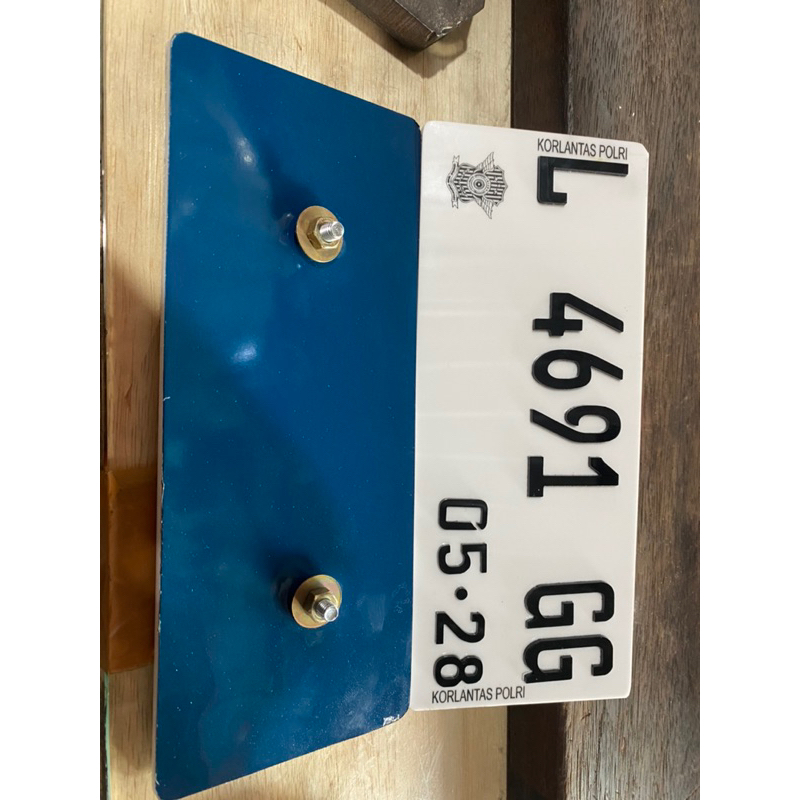 KORLANTAS POLRI
L 4691 GG
05·28
KORLANTAS POLRI